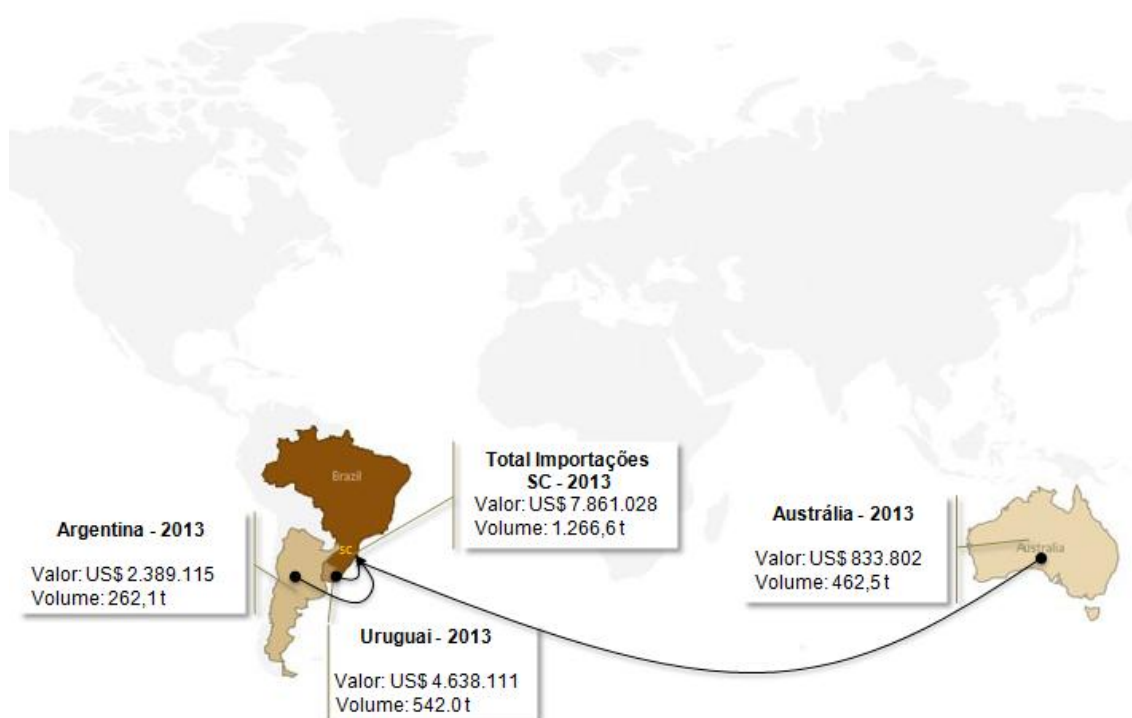 Brazil
SC
Total Importações
SC - 2013
Valor: US$ 7.861.028
Volume: 1.266,6 t
Argentina - 2013
Valor: US$ 2.389.115
Volume: 262,1 t
Austrália - 2013
Valor: US$ 833.802
Volume: 462,5 t
Australia
Uruguai - 2013
Valor: US$ 4.638.111
Volume: 542.0 t